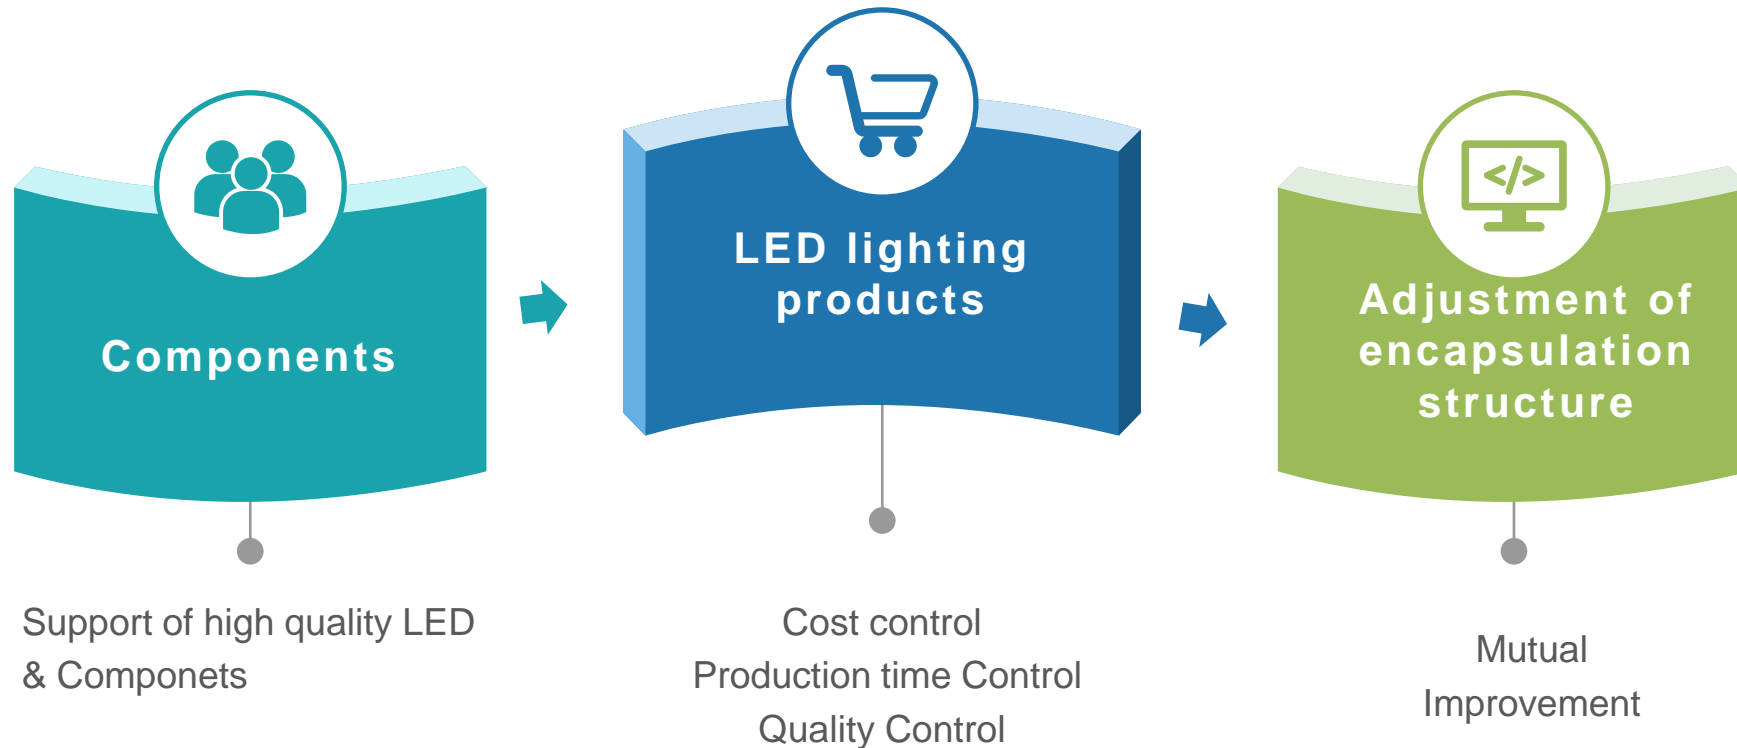 Components
Support of high quality LED
& Componets
LED lighting
products
Cost control
Production time Control
Quality Control
</>
Adjustment of
encapsulation
structure
Mutual
Improvement